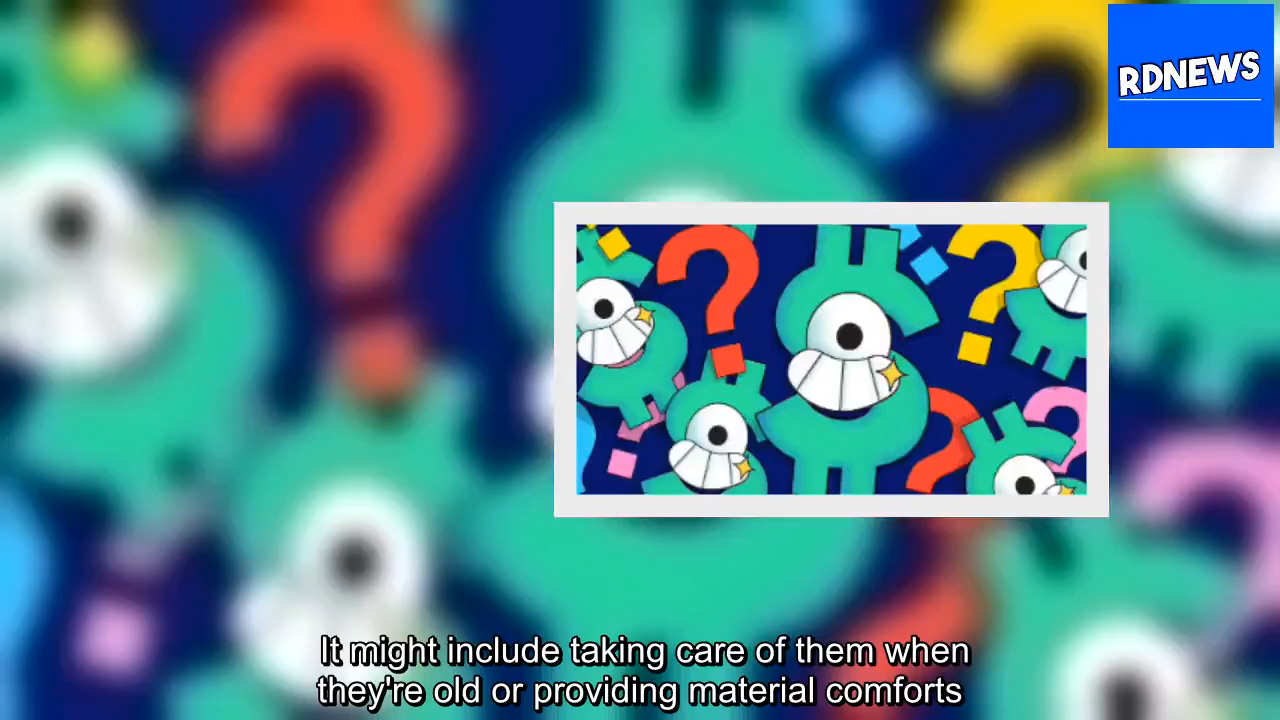 RDNEWS
It might include taking care of them when
they're old or providing material comforts